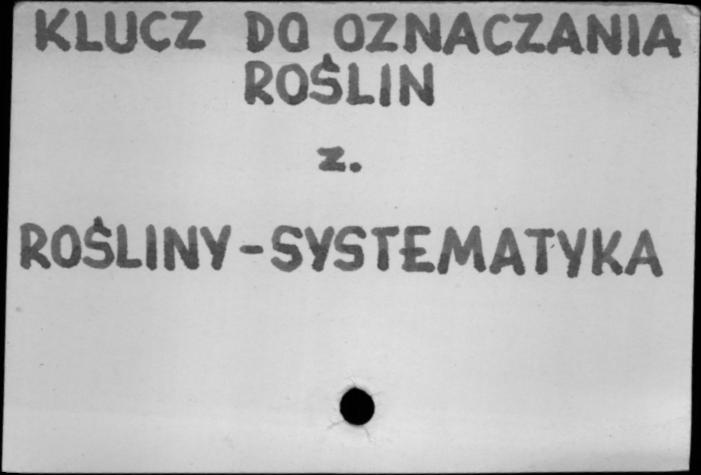 KLUCZ DO OZNACZANIA
ROŚLIN
z.
ROŚLINY-SYSTEMATYKA